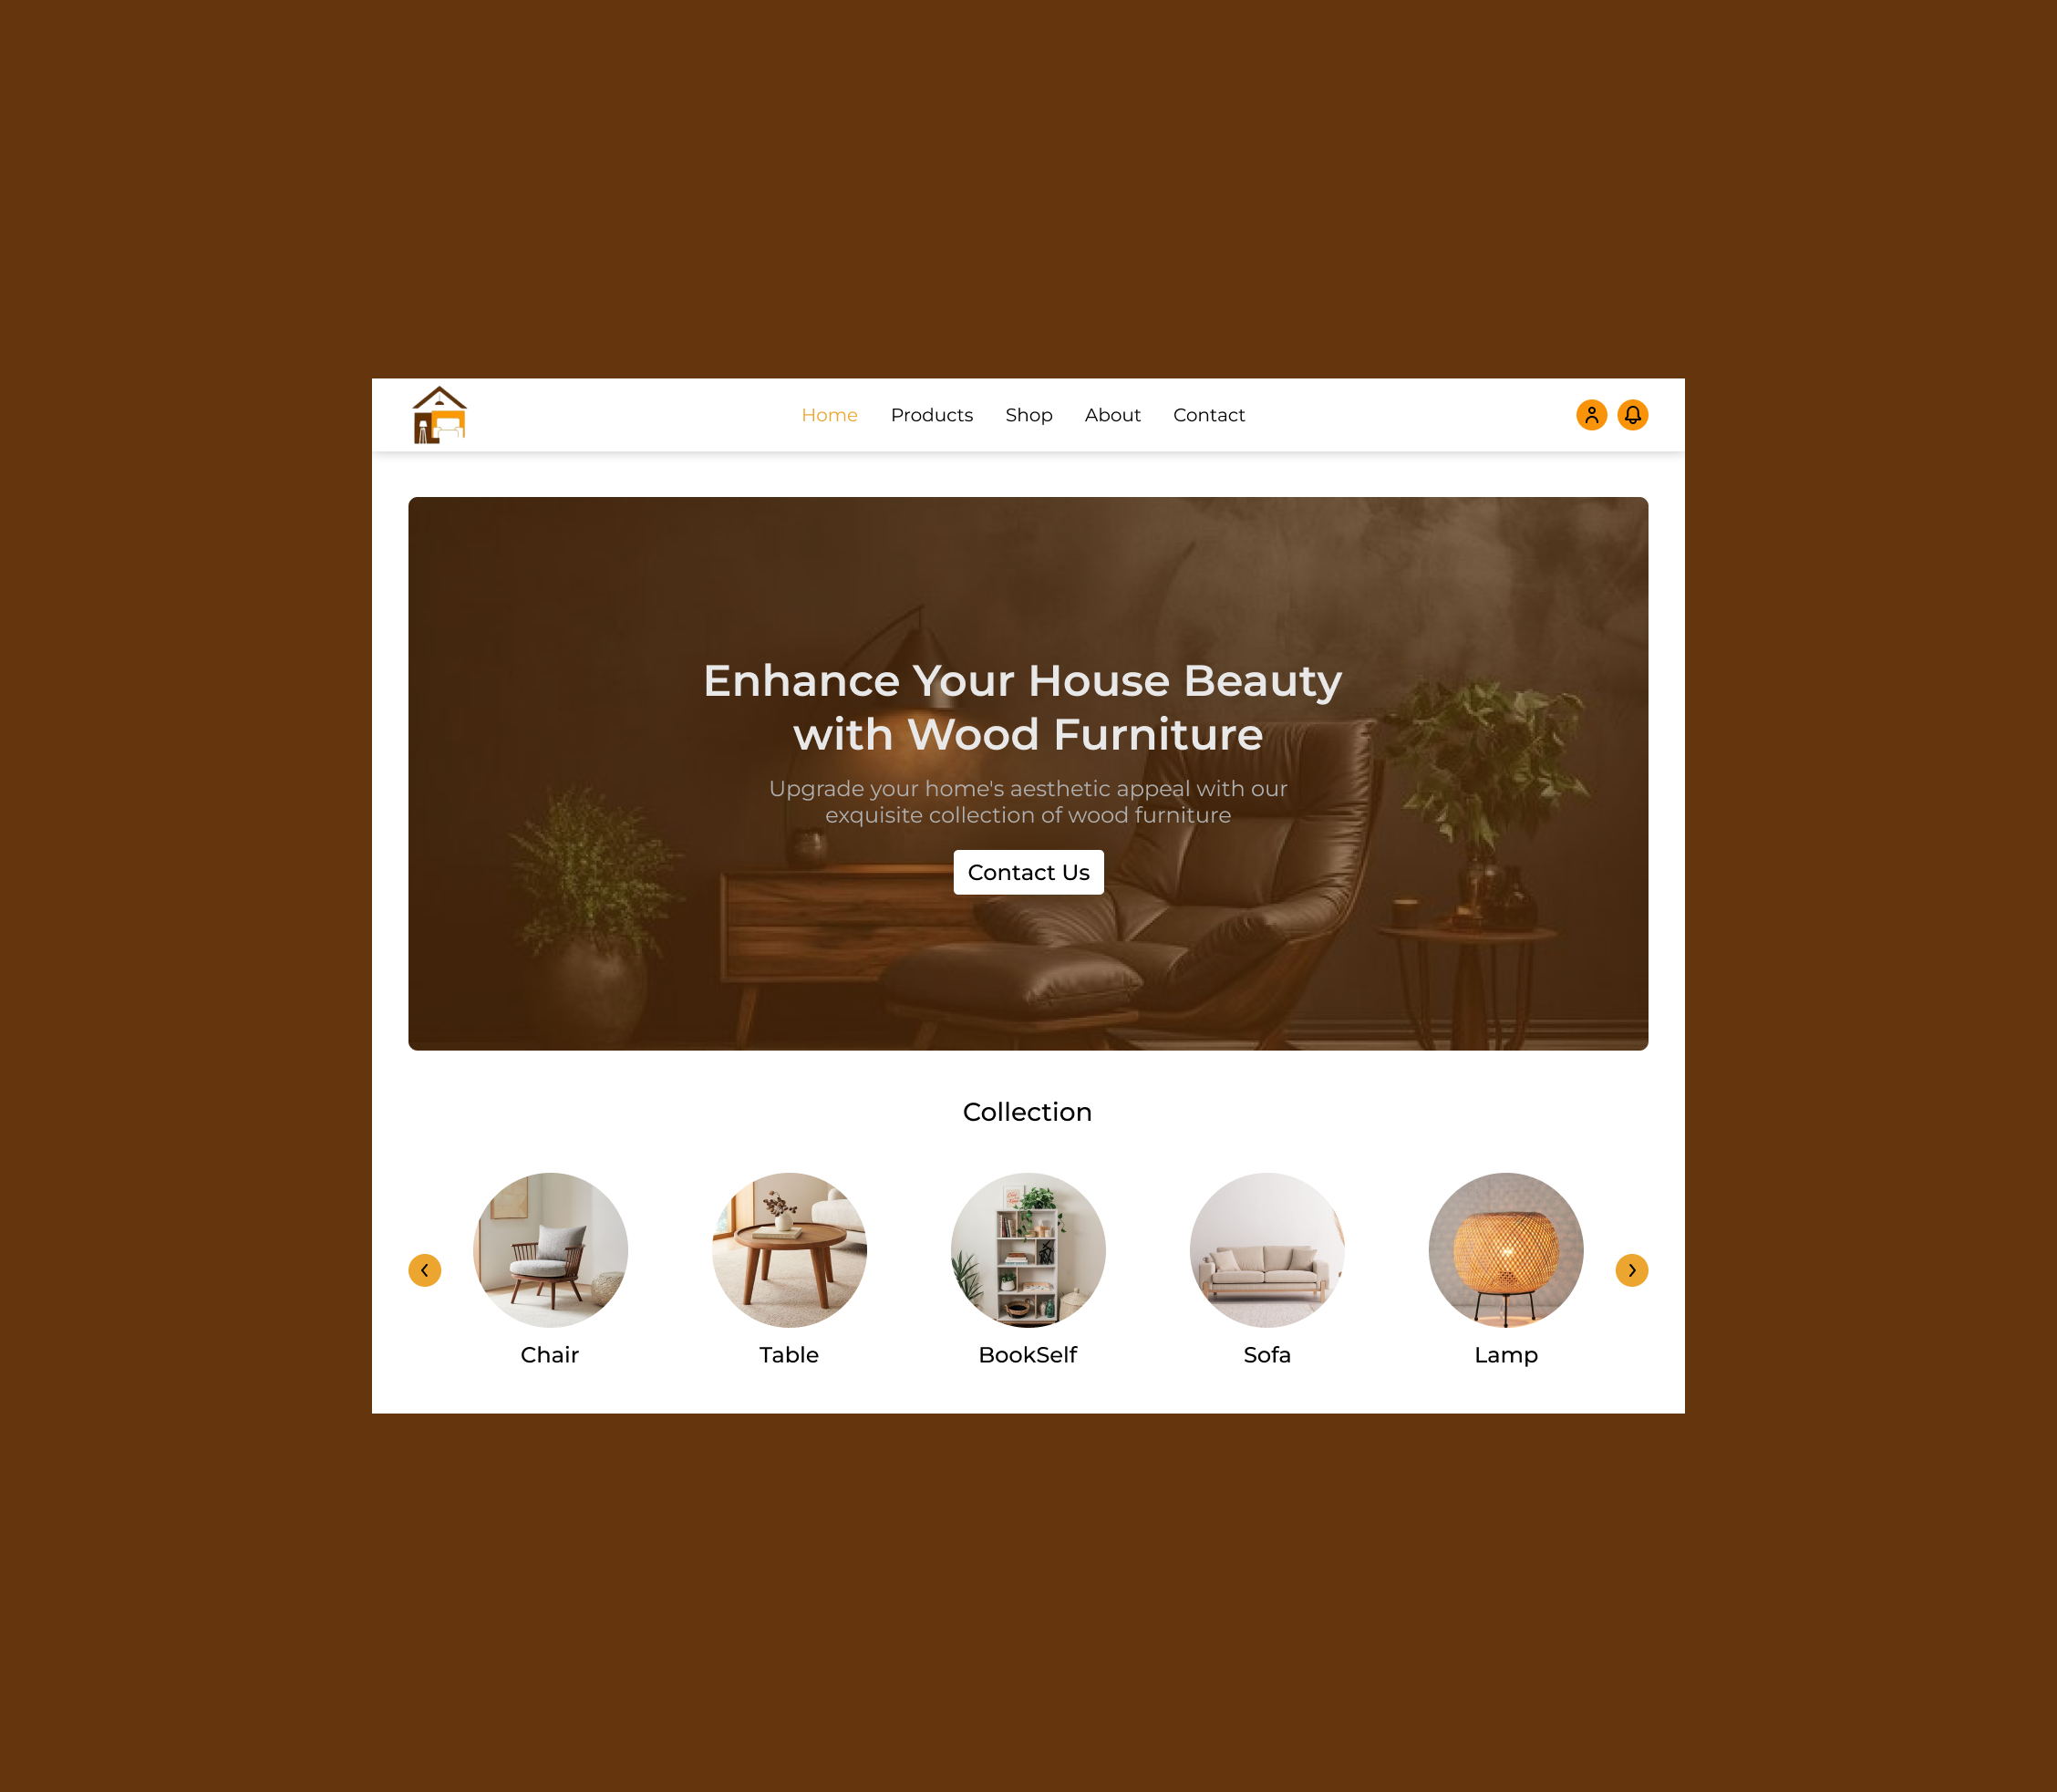 Home Products Shop About Contact
Enhance Your House Beauty
with Wood Furniture
Upgrade your home's aesthetic appeal with our
exquisite collection of wood furniture
Contact Us
Collection
Chair Table BookSelf Sofa Lamp